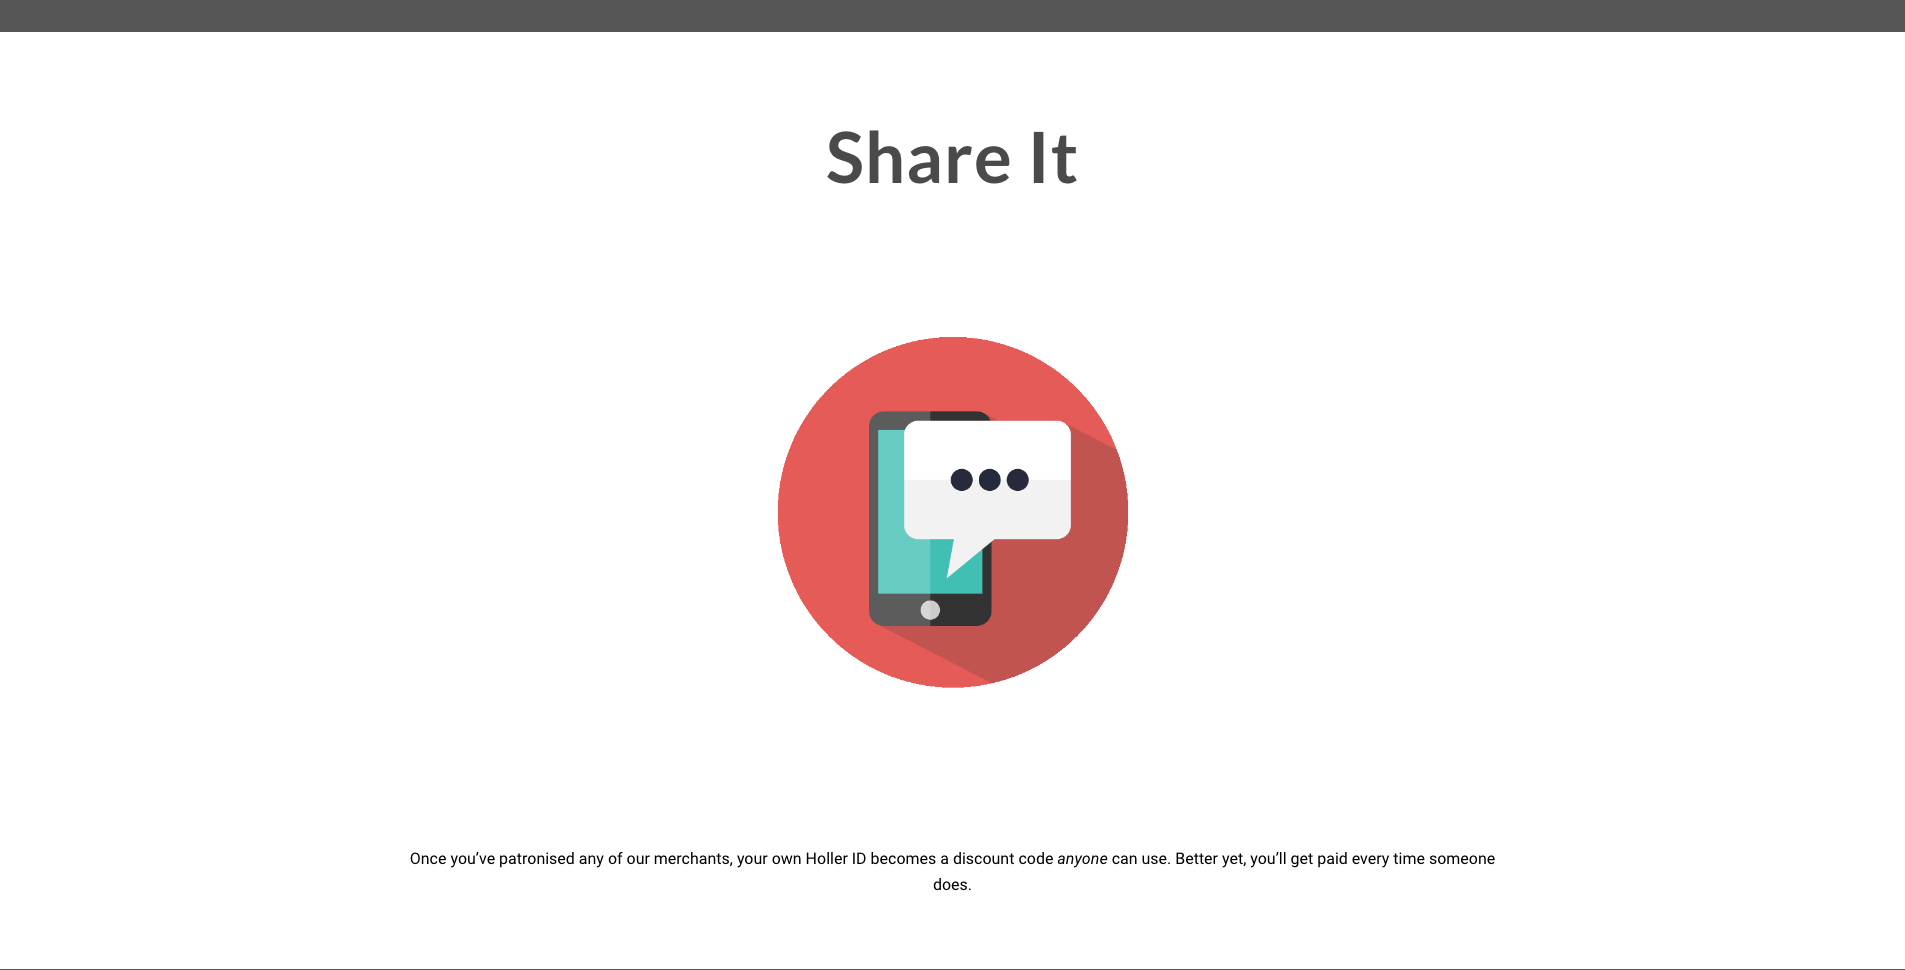 Share It
Once you’ve patronised any of our merchants, your own Holler ID becomes a discount code anyone can use. Better yet, you’ll get paid every time someone
does.